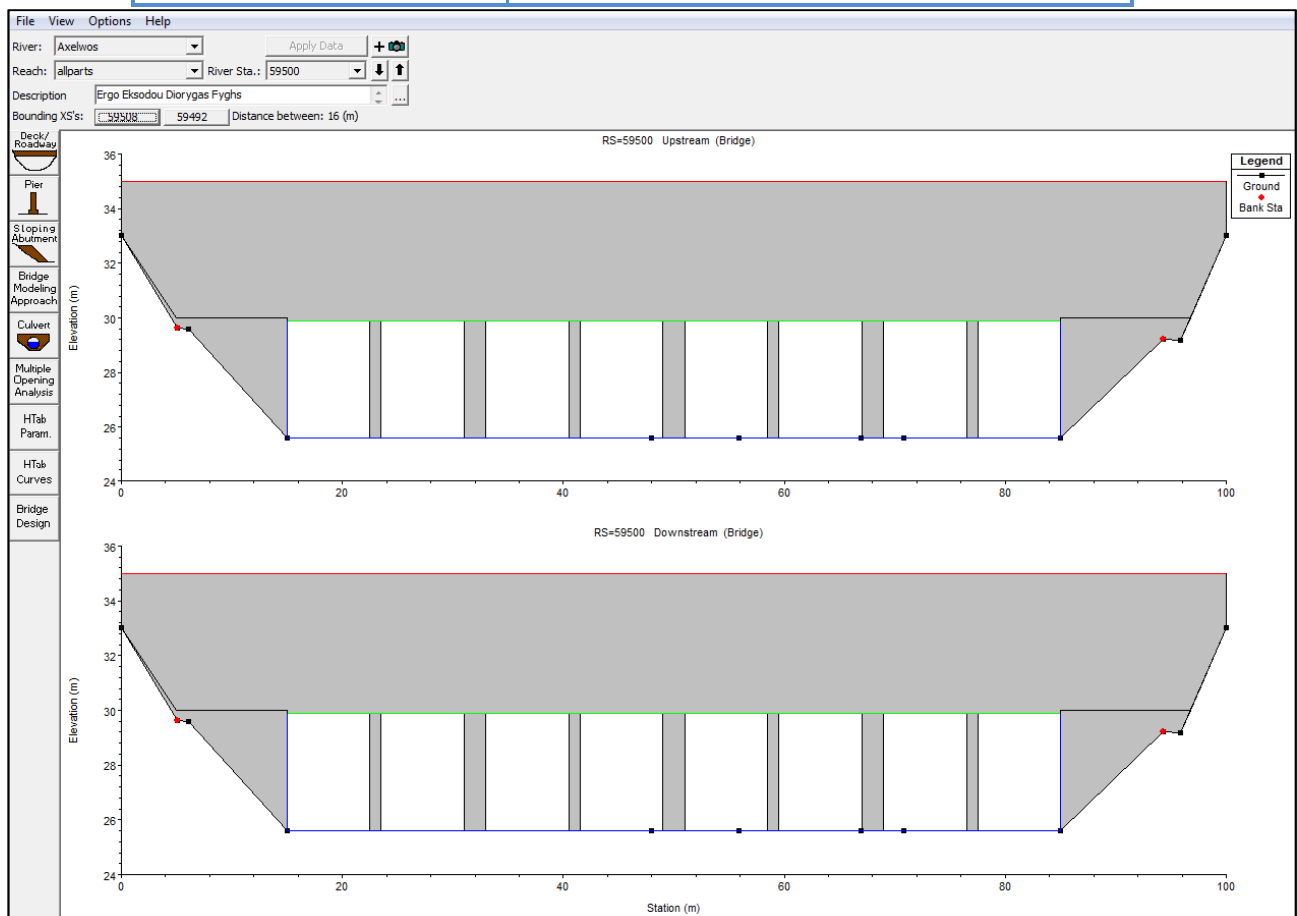 File View Options Help
River: Axelwos Apply Data +
Reach: allparts River Sta.: 59500
Description Ergo Eksodou Diorygas Fyghs ...
Bounding XS's: 59508 59492 Distance between: 16 (m)
Deck/
Roadway
Pier
Sloping
Abutment
Bridge
Modeling
Approach
Culvert
Multiple
Opening
Analysis
HTab
Param.
HTab
Curves
Bridge
Design
RS=59500 Upstream (Bridge)
36
34
32
30
28
26
24
0 20 40 60 80 100
Elevation (m)
Legend
Ground
Bank Sta
RS=59500 Downstream (Bridge)
36
34
32
30
28
26
24
0 20 40 60 80 100
Elevation (m)
Station (m)